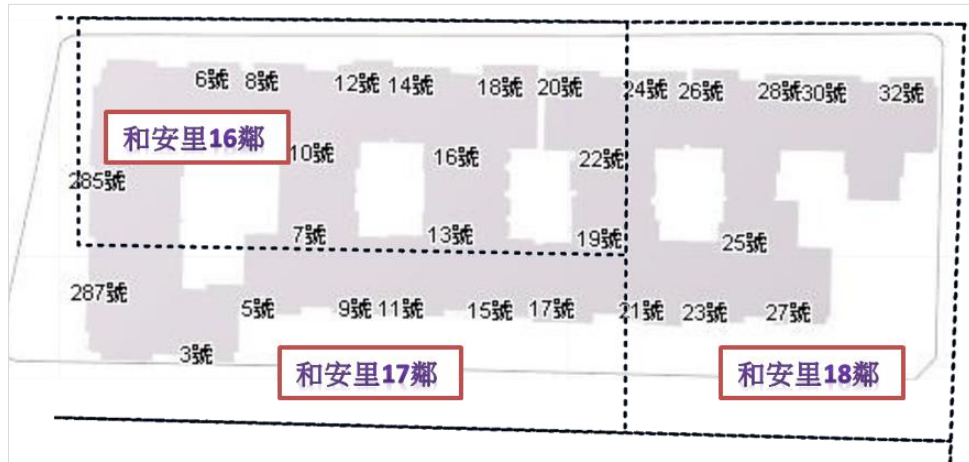 6號 8號 12號 14號 18號 20號 24號 26號 28號 30號 32號
和安里16鄰
10號 16號 22號
285號
7號 13號 19號 25號
287號
5號 9號 11號 15號 17號 21號 23號 27號
3號
和安里17鄰 和安里18鄰